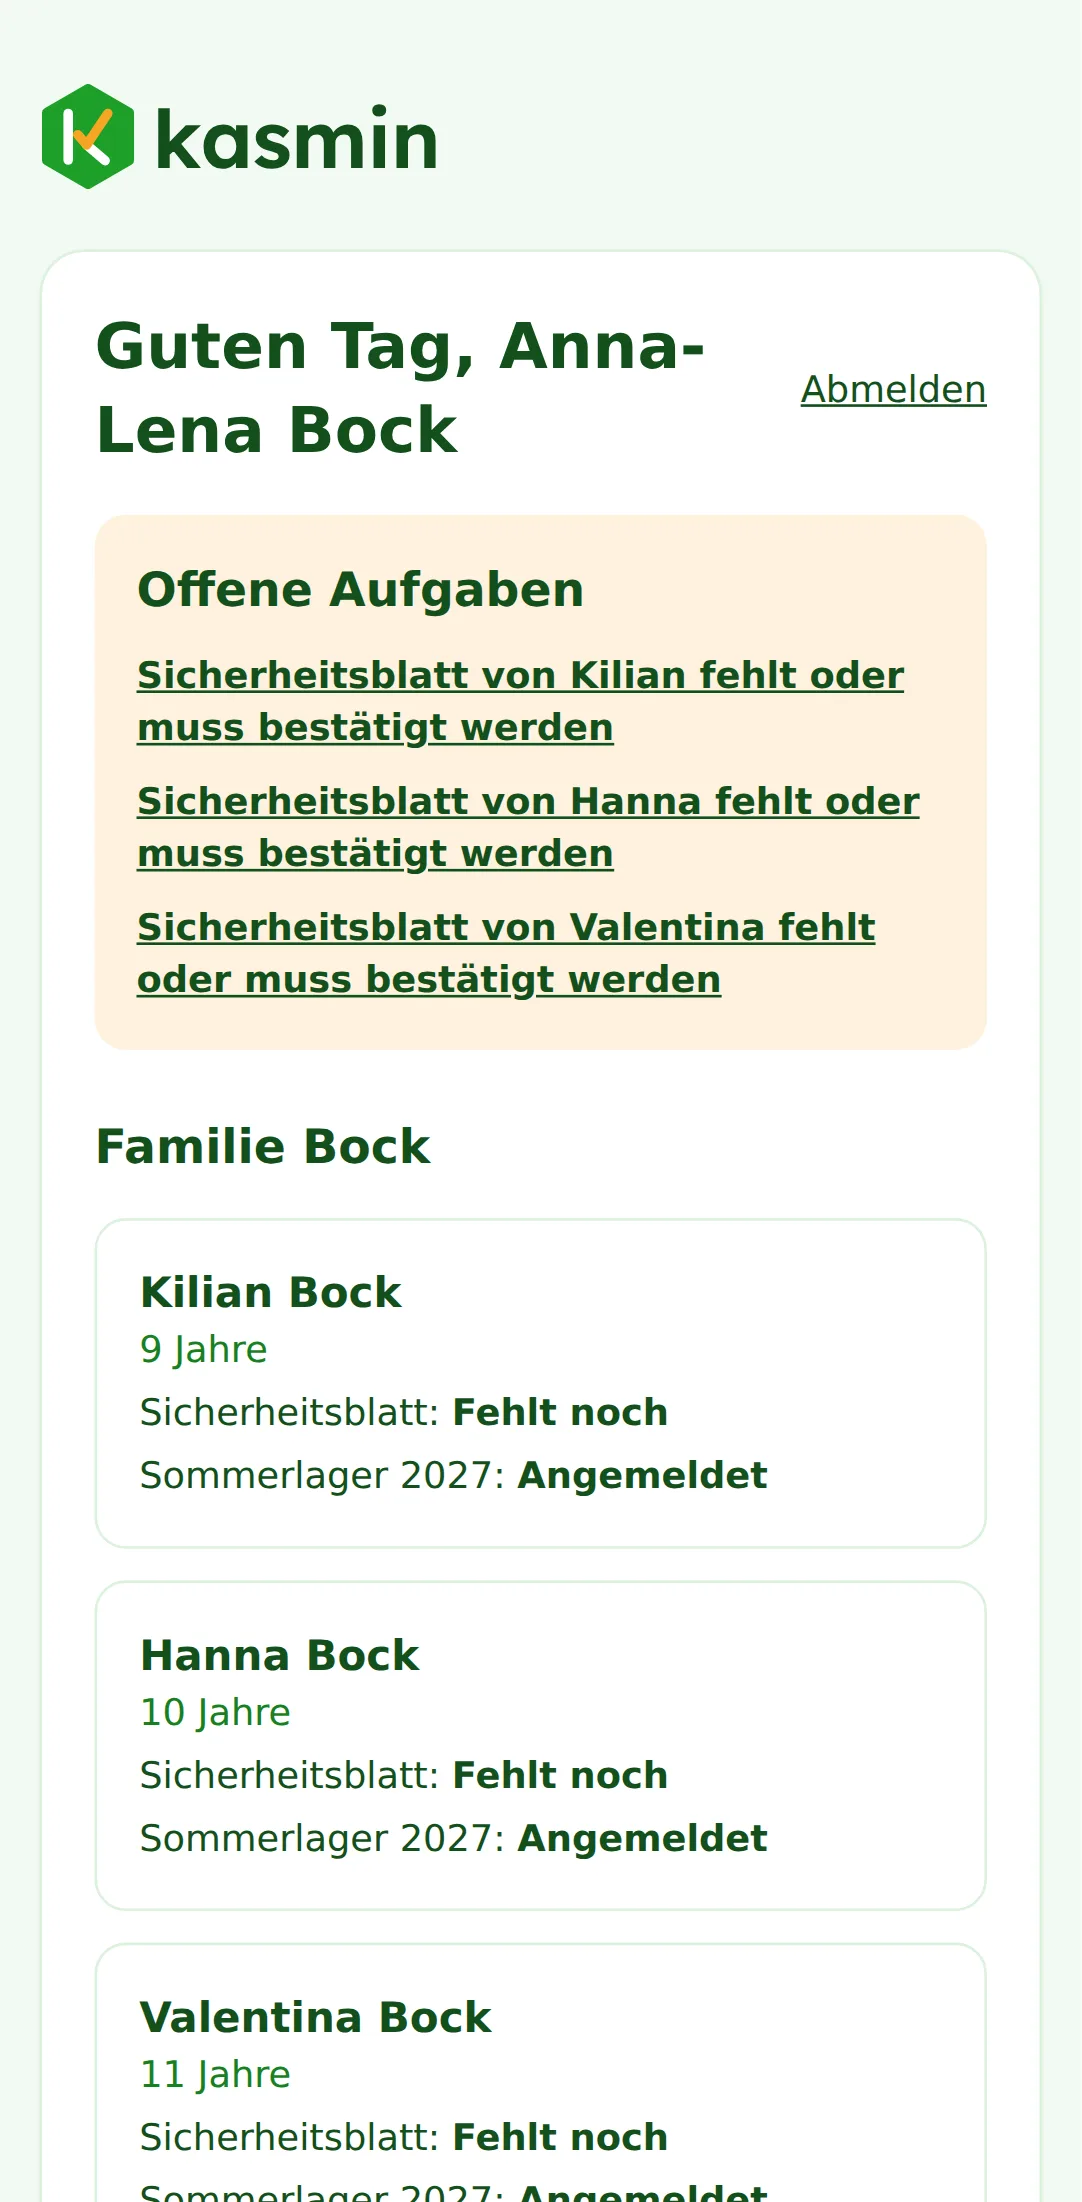 kasmin
Guten Tag, Anna-
Lena Bock
Abmelden
Offene Aufgaben
Sicherheitsblatt von Kilian fehlt oder
muss bestätigt werden
Sicherheitsblatt von Hanna fehlt oder
muss bestätigt werden
Sicherheitsblatt von Valentina fehlt
oder muss bestätigt werden
Familie Bock
Kilian Bock
9 Jahre
Sicherheitsblatt: Fehlt noch
Sommerlager 2027: Angemeldet
Hanna Bock
10 Jahre
Sicherheitsblatt: Fehlt noch
Sommerlager 2027: Angemeldet
Valentina Bock
11 Jahre
Sicherheitsblatt: Fehlt noch
Sommerlager 2027: Angemeldet